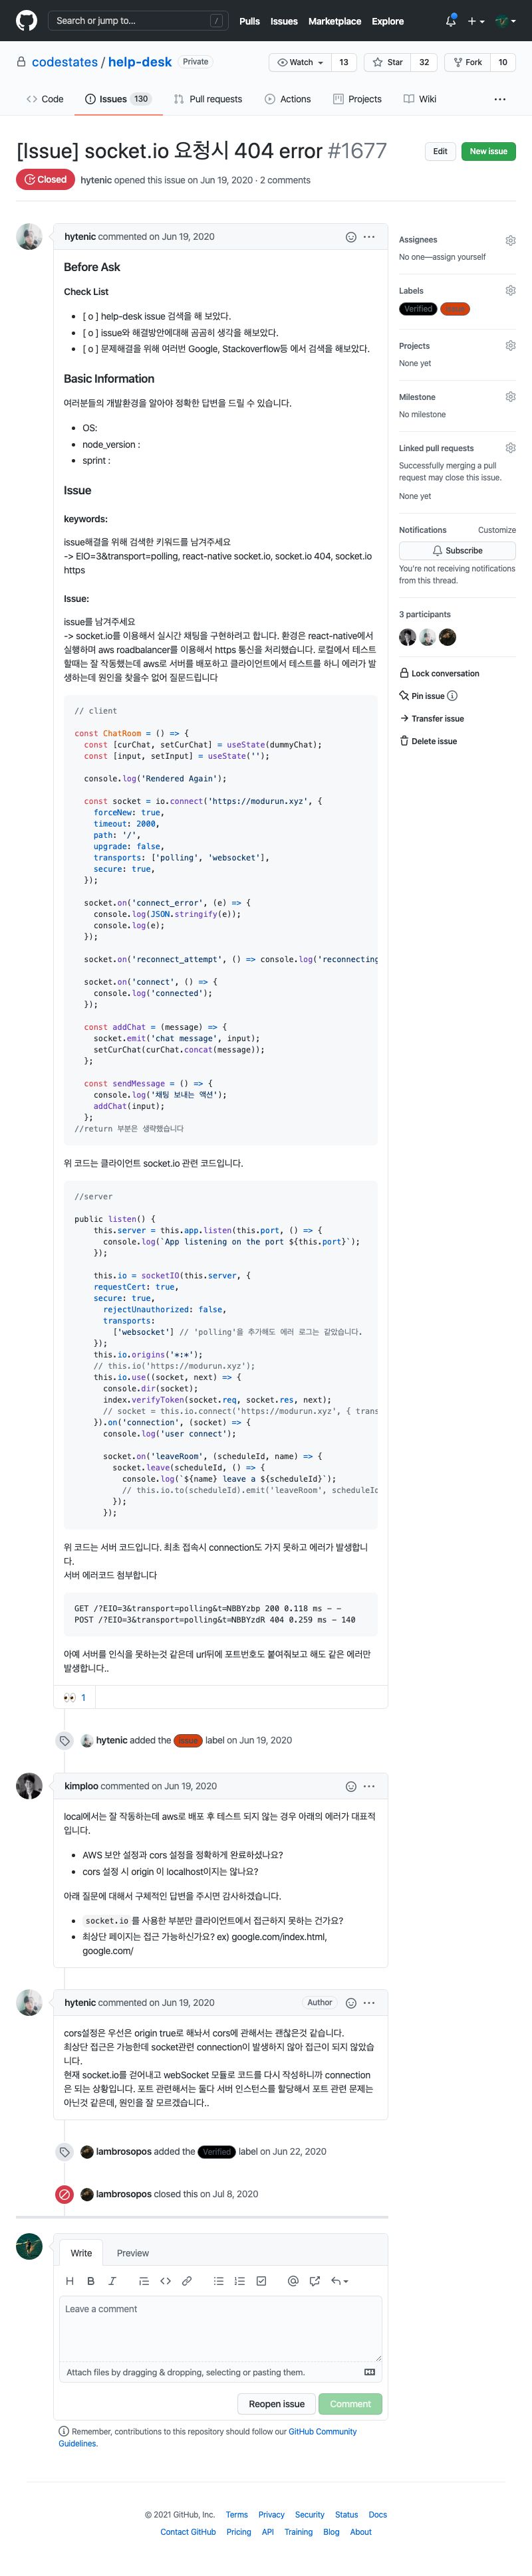 Search or jump to...
/
Pulls Issues Marketplace Explore
codestates / help-desk Private
Watch 13 Star 32 Fork 10
Code Issues 130 Pull requests Actions Projects Wiki
[Issue] socket.io 요청시 404 error #1677
Edit New issue
Closed hytenic opened this issue on Jun 19, 2020 · 2 comments
hytenic commented on Jun 19, 2020
Before Ask
Check List
[ o ] help-desk issue 검색을 해 보았다.
[ o ] issue와 해결방안에대해 곰곰히 생각을 해보았다.
[ o ] 문제해결을 위해 여러번 Google, Stackoverflow등 에서 검색을 해보았다.
Basic Information
여러분들의 개발환경을 알아야 정확한 답변을 드릴 수 있습니다.
OS:
node_version :
sprint :
Issue
keywords:
issue해결을 위해 검색한 키워드를 남겨주세요
-> EIO=3&transport=polling, react-native socket.io, socket.io 404, socket.io
https
Issue:
issue를 남겨주세요
-> socket.io를 이용해서 실시간 채팅을 구현하려고 합니다. 환경은 react-native에서
실행하며 aws roadbalancer를 이용해서 https 통신을 처리했습니다. 로컬에서 테스트
할때는 잘 작동했는데 aws로 서버를 배포하고 클라이언트에서 테스트를 하니 에러가 발
생하는데 원인을 찾을수 없어 질문드립니다
// client
const ChatRoom = () => {
const [curChat, setCurChat] = useState(dummyChat);
const [input, setInput] = useState('');
console.log('Rendered Again');
const socket = io.connect('https://modurun.xyz', {
forceNew: true,
timeout: 2000,
path: '/',
upgrade: false,
transports: ['polling', 'websocket'],
secure: true,
});
socket.on('connect_error', (e) => {
console.log(JSON.stringify(e));
console.log(e);
});
socket.on('reconnect_attempt', () => console.log('reconnecting
socket.on('connect', () => {
console.log('connected');
});
const addChat = (message) => {
socket.emit('chat message', input);
setCurChat(curChat.concat(message));
};
const sendMessage = () => {
console.log('채팅 보내는 액션');
addChat(input);
};
//return 부분은 생략했습니다
위 코드는 클라이언트 socket.io 관련 코드입니다.
//server
public listen() {
this.server = this.app.listen(this.port, () => {
console.log(`App listening on the port ${this.port}`);
});
this.io = socketIO(this.server, {
requestCert: true,
secure: true,
rejectUnauthorized: false,
transports:
['websocket'] // 'polling'을 추가해도 에러 로그는 같았습니다.
});
this.io.origins('*:*');
// this.io('https://modurun.xyz');
this.io.use((socket, next) => {
console.dir(socket);
index.verifyToken(socket.req, socket.res, next);
// socket = this.io.connect('https://modurun.xyz', { trans
}).on('connection', (socket) => {
console.log('user connect');
socket.on('leaveRoom', (scheduleId, name) => {
socket.leave(scheduleId, () => {
console.log(`${name} leave a ${scheduleId}`);
// this.io.to(scheduleId).emit('leaveRoom', scheduleId
});
});
위 코드는 서버 코드입니다. 최초 접속시 connection도 가지 못하고 에러가 발생합니
다.
서버 에러코드 첨부합니다
GET /?EIO=3&transport=polling&t=NBBYzbp 200 0.118 ms - -
POST /?EIO=3&transport=polling&t=NBBYzdR 404 0.259 ms - 140
아예 서버를 인식을 못하는것 같은데 url뒤에 포트번호도 붙여줘보고 해도 같은 에러만
발생합니다..
1
hytenic added the issue label on Jun 19, 2020
kimploo commented on Jun 19, 2020
local에서는 잘 작동하는데 aws로 배포 후 테스트 되지 않는 경우 아래의 에러가 대표적
입니다.
AWS 보안 설정과 cors 설정을 정확하게 완료하셨나요?
cors 설정 시 origin 이 localhost이지는 않나요?
아래 질문에 대해서 구체적인 답변을 주시면 감사하겠습니다.
socket.io 를 사용한 부분만 클라이언트에서 접근하지 못하는 건가요?
최상단 페이지는 접근 가능하신가요? ex) google.com/index.html,
google.com/
hytenic commented on Jun 19, 2020 Author
cors설정은 우선은 origin true로 해놔서 cors에 관해서는 괜찮은것 같습니다.
최상단 접근은 가능한데 socket관련 connection이 발생하지 않아 접근이 되지 않았습니
다.
현재 socket.io를 걷어내고 webSocket 모듈로 코드를 다시 작성하니까 connection
은 되는 상황입니다. 포트 관련해서는 둘다 서버 인스턴스를 할당해서 포트 관련 문제는
아닌것 같은데, 원인을 잘 모르겠습니다..
lambrosopos added the Verified label on Jun 22, 2020
lambrosopos closed this on Jul 8, 2020
Write Preview
Leave a comment
Attach files by dragging & dropping, selecting or pasting them.
Reopen issue Comment
Remember, contributions to this repository should follow our GitHub Community
Guidelines.
Assignees
No one—assign yourself
Labels
Verified issue
Projects
None yet
Milestone
No milestone
Linked pull requests
Successfully merging a pull
request may close this issue.
None yet
Notifications Customize
Subscribe
You're not receiving notifications
from this thread.
3 participants
Lock conversation
Pin issue
Transfer issue
Delete issue
© 2021 GitHub, Inc. Terms Privacy Security Status Docs
Contact GitHub Pricing API Training Blog About